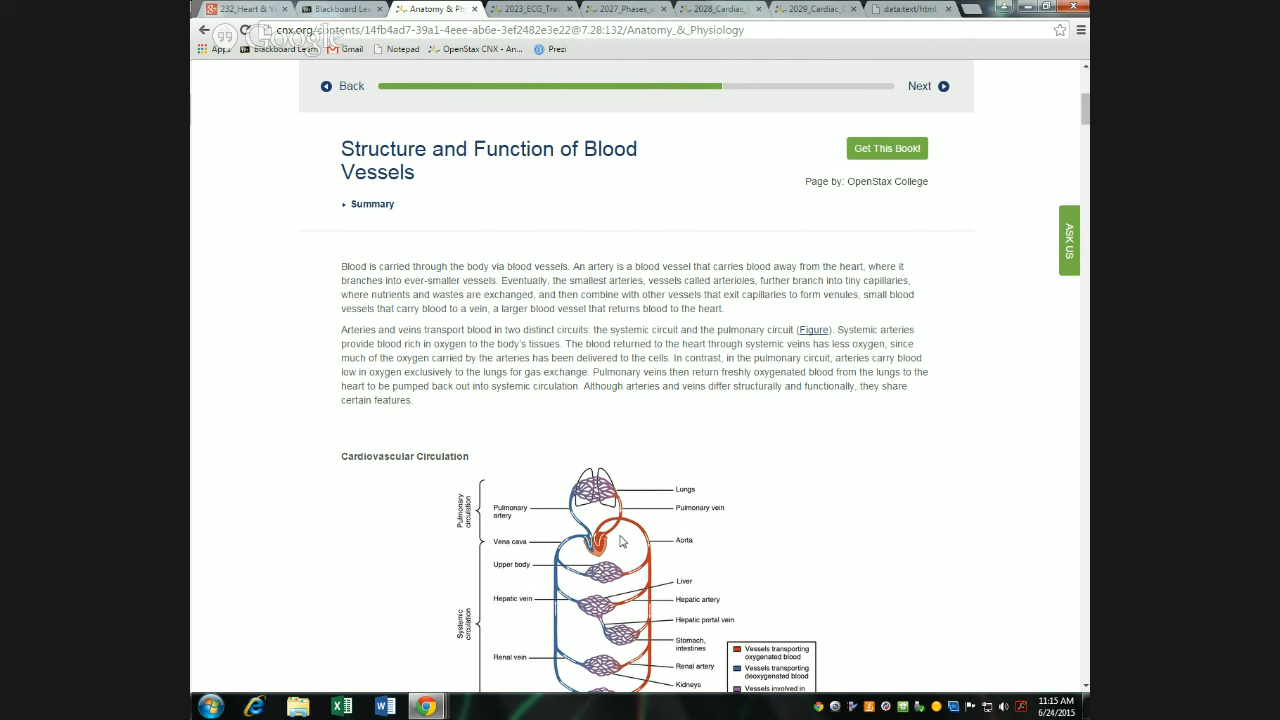 232_Heart & V
Blackboard Lea
Anatomy & Ph
2023_ECG_Trac
2027_Phases_o
2028_Cardiac_
2029_Cardiac_C
data:text/html
cnx.org/contents/14fb4ad7-39a1-4eee-ab6e-3ef2482e3e22@7.28:132/Anatomy_&_Physiology
Google
Apps
Blackboard Learn
Gmail
Notepad
OpenStax CNX - An...
Prezi
Back
Next
Structure and Function of Blood
Vessels
Get This Book!
Page by: OpenStax College
Summary
ASK US
Blood is carried through the body via blood vessels. An artery is a blood vessel that carries blood away from the heart, where it
branches into ever-smaller vessels. Eventually, the smallest arteries, vessels called arterioles, further branch into tiny capillaries,
where nutrients and wastes are exchanged, and then combine with other vessels that exit capillaries to form venules, small blood
vessels that carry blood to a vein, a larger blood vessel that returns blood to the heart.
Arteries and veins transport blood in two distinct circuits: the systemic circuit and the pulmonary circuit (Figure). Systemic arteries
provide blood rich in oxygen to the body's tissues. The blood returned to the heart through systemic veins has less oxygen, since
much of the oxygen carried by the arteries has been delivered to the cells. In contrast, in the pulmonary circuit, arteries carry blood
low in oxygen exclusively to the lungs for gas exchange. Pulmonary veins then return freshly oxygenated blood from the lungs to the
heart to be pumped back out into systemic circulation. Although arteries and veins differ structurally and functionally, they share
certain features.
Cardiovascular Circulation
Pulmonary
circulation
Lungs
Pulmonary
artery
Pulmonary vein
Vena cava
Aorta
Upper body
Liver
Hepatic vein
Hepatic artery
Systemic
circulation
Hepatic portal vein
Stomach,
intestines
Renal vein
Renal artery
Kidneys
Vessels transporting
oxygenated blood
Vessels transporting
deoxygenated blood
Vessels involved in
11:15 AM
6/24/2015